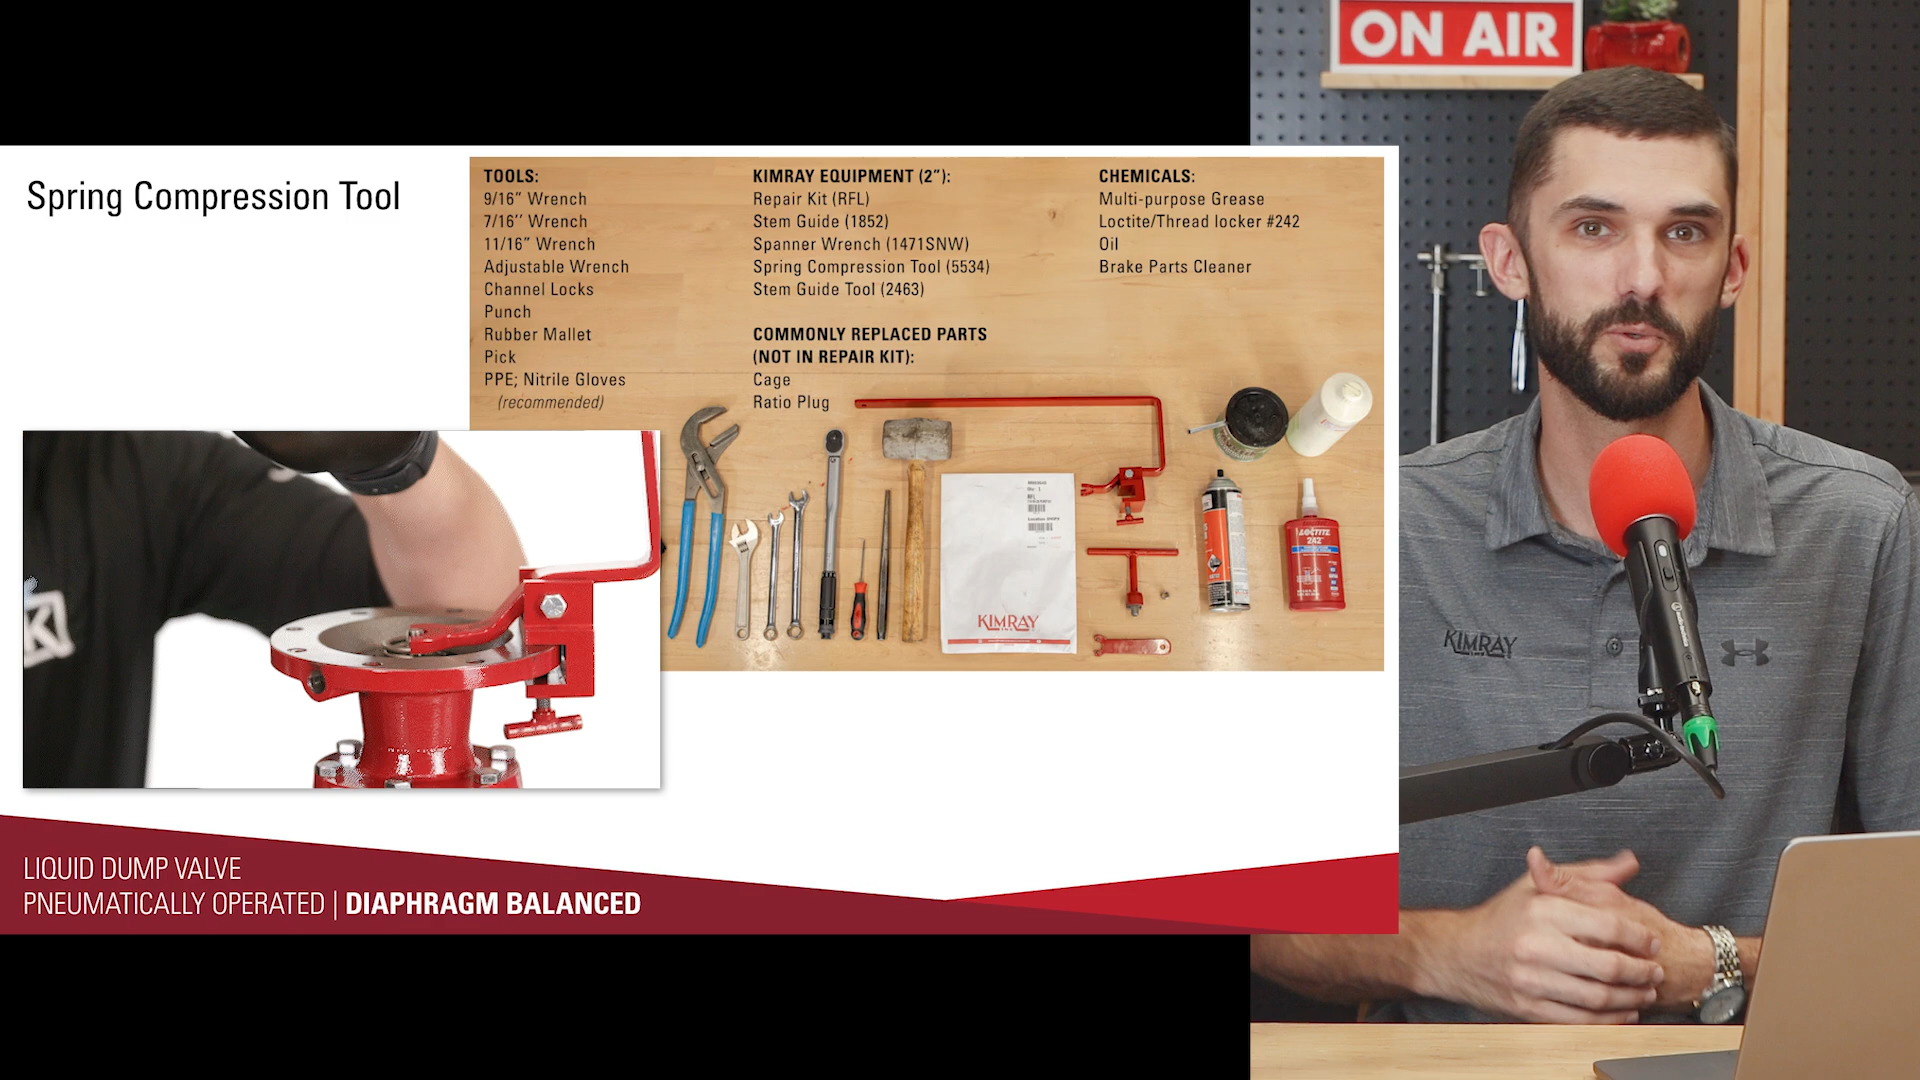 ON AIR
Spring Compression Tool
TOOLS:
9/16” Wrench
7/16’’ Wrench
11/16” Wrench
Adjustable Wrench
Channel Locks
Punch
Rubber Mallet
Pick
PPE; Nitrile Gloves
(recommended)
KIMRAY EQUIPMENT (2”):
Repair Kit (RFL)
Stem Guide (1852)
Spanner Wrench (1471SNW)
Spring Compression Tool (5534)
Stem Guide Tool (2463)
COMMONLY REPLACED PARTS
(NOT IN REPAIR KIT):
Cage
Ratio Plug
CHEMICALS:
Multi-purpose Grease
Loctite/Thread locker #242
Oil
Brake Parts Cleaner
KIMRAY
LOCTITE
242
KIMRAY
LIQUID DUMP VALVE
PNEUMATICALLY OPERATED | DIAPHRAGM BALANCED